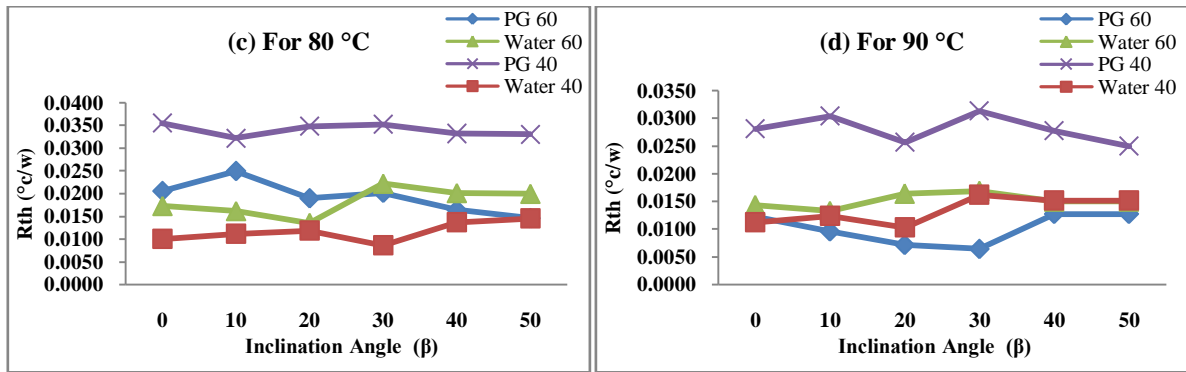 (c) For 80 °C
PG 60
Water 60
PG 40
Water 40
Rth (°c/w)
0.0400
0.0350
0.0300
0.0250
0.0200
0.0150
0.0100
0.0050
0.0000
0 10 20 30 40 50
Inclination Angle (β)
(d) For 90 °C
PG 60
Water 60
PG 40
Water 40
Rth (°c/w)
0.0350
0.0300
0.0250
0.0200
0.0150
0.0100
0.0050
0.0000
0 10 20 30 40 50
Inclination Angle (β)